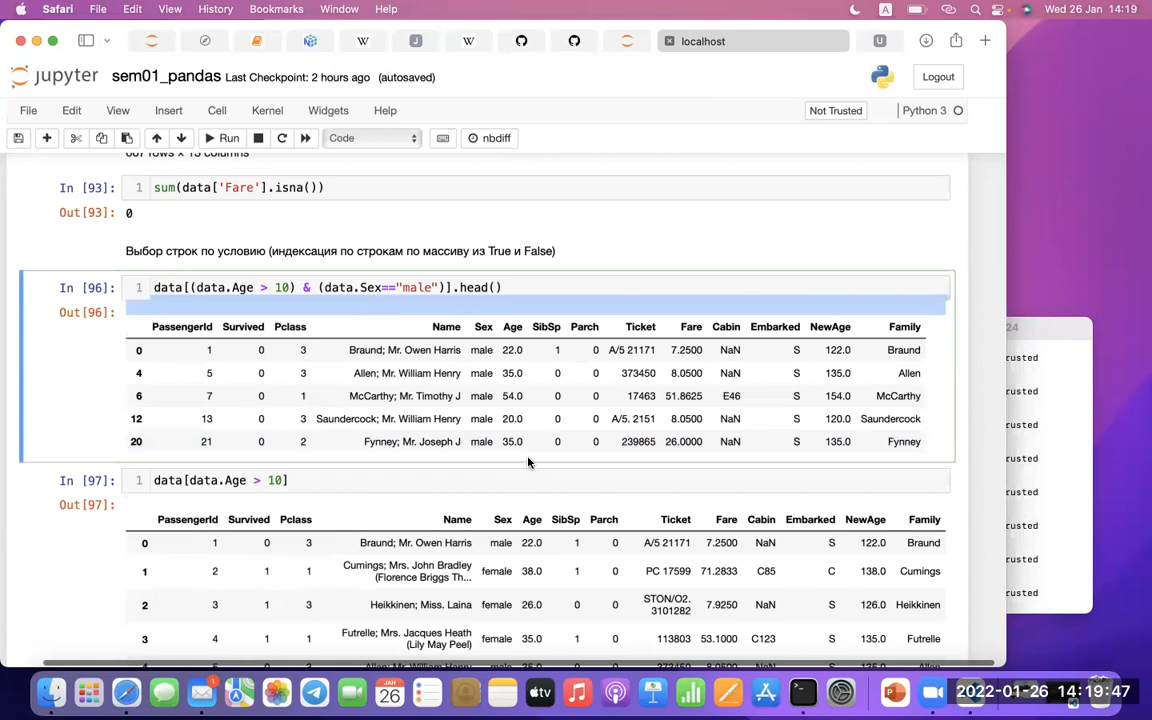 Safari File Edit View History Bookmarks Window Help A Wed 26 Jan 14:19
W J W localhost U
jupyter sem01_pandas Last Checkpoint: 2 hours ago (autosaved) Logout
File Edit View Insert Cell Kernel Widgets Help Not Trusted Python 3
Run Code nbdiff
667 rows × 13 columns
In [93]: 1 sum(data['Fare'].isna())
Out[93]: 0
Выбор строк по условию (индексация по строкам по массиву из True и False)
In [96]: 1 data[(data.Age > 10) & (data.Sex=="male")].head()
Out[96]:
PassengerId Survived Pclass Name Sex Age SibSp Parch Ticket Fare Cabin Embarked NewAge Family
0 1 0 3 Braund; Mr. Owen Harris male 22.0 1 0 A/5 21171 7.2500 NaN S 122.0 Braund
4 5 0 3 Allen; Mr. William Henry male 35.0 0 0 373450 8.0500 NaN S 135.0 Allen
6 7 0 1 McCarthy; Mr. Timothy J male 54.0 0 0 17463 51.8625 E46 S 154.0 McCarthy
12 13 0 3 Saundercock; Mr. William Henry male 20.0 0 0 A/5. 2151 8.0500 NaN S 120.0 Saundercock
20 21 0 2 Fynney; Mr. Joseph J male 35.0 0 0 239865 26.0000 NaN S 135.0 Fynney
In [97]: 1 data[data.Age > 10]
Out[97]:
PassengerId Survived Pclass Name Sex Age SibSp Parch Ticket Fare Cabin Embarked NewAge Family
0 1 0 3 Braund; Mr. Owen Harris male 22.0 1 0 A/5 21171 7.2500 NaN S 122.0 Braund
1 2 1 1 Cumings; Mrs. John Bradley (Florence Briggs Th... female 38.0 1 0 PC 17599 71.2833 C85 C 138.0 Cumings
2 3 1 3 Heikkinen; Miss. Laina female 26.0 0 0 STON/O2. 3101282 7.9250 NaN S 126.0 Heikkinen
3 4 1 1 Futrelle; Mrs. Jacques Heath (Lily May Peel) female 35.0 1 0 113803 53.1000 C123 S 135.0 Futrelle
24
usted
usted
usted
usted
usted
usted
usted
usted
1
JAN
26
tv
2022-01-26 14:19:47